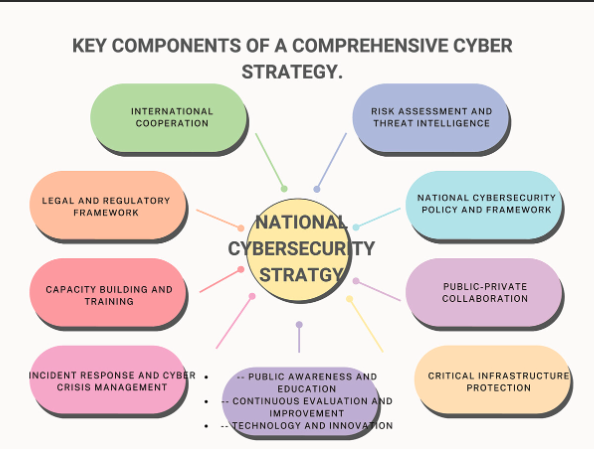 KEY COMPONENTS OF A COMPREHENSIVE CYBER
STRATEGY.
INTERNATIONAL
COOPERATION
RISK ASSESSMENT AND
THREAT INTELLIGENCE
LEGAL AND REGULATORY
FRAMEWORK
NATIONAL CYBERSECURITY
POLICY AND FRAMEWORK
NATIONAL
CYBERSECURITY
STRATGY
CAPACITY BUILDING AND
TRAINING
PUBLIC-PRIVATE
COLLABORATION
INCIDENT RESPONSE AND CYBER
CRISIS MANAGEMENT
• -- PUBLIC AWARENESS AND
EDUCATION
• -- CONTINUOUS EVALUATION AND
IMPROVEMENT
• -- TECHNOLOGY AND INNOVATION
CRITICAL INFRASTRUCTURE
PROTECTION